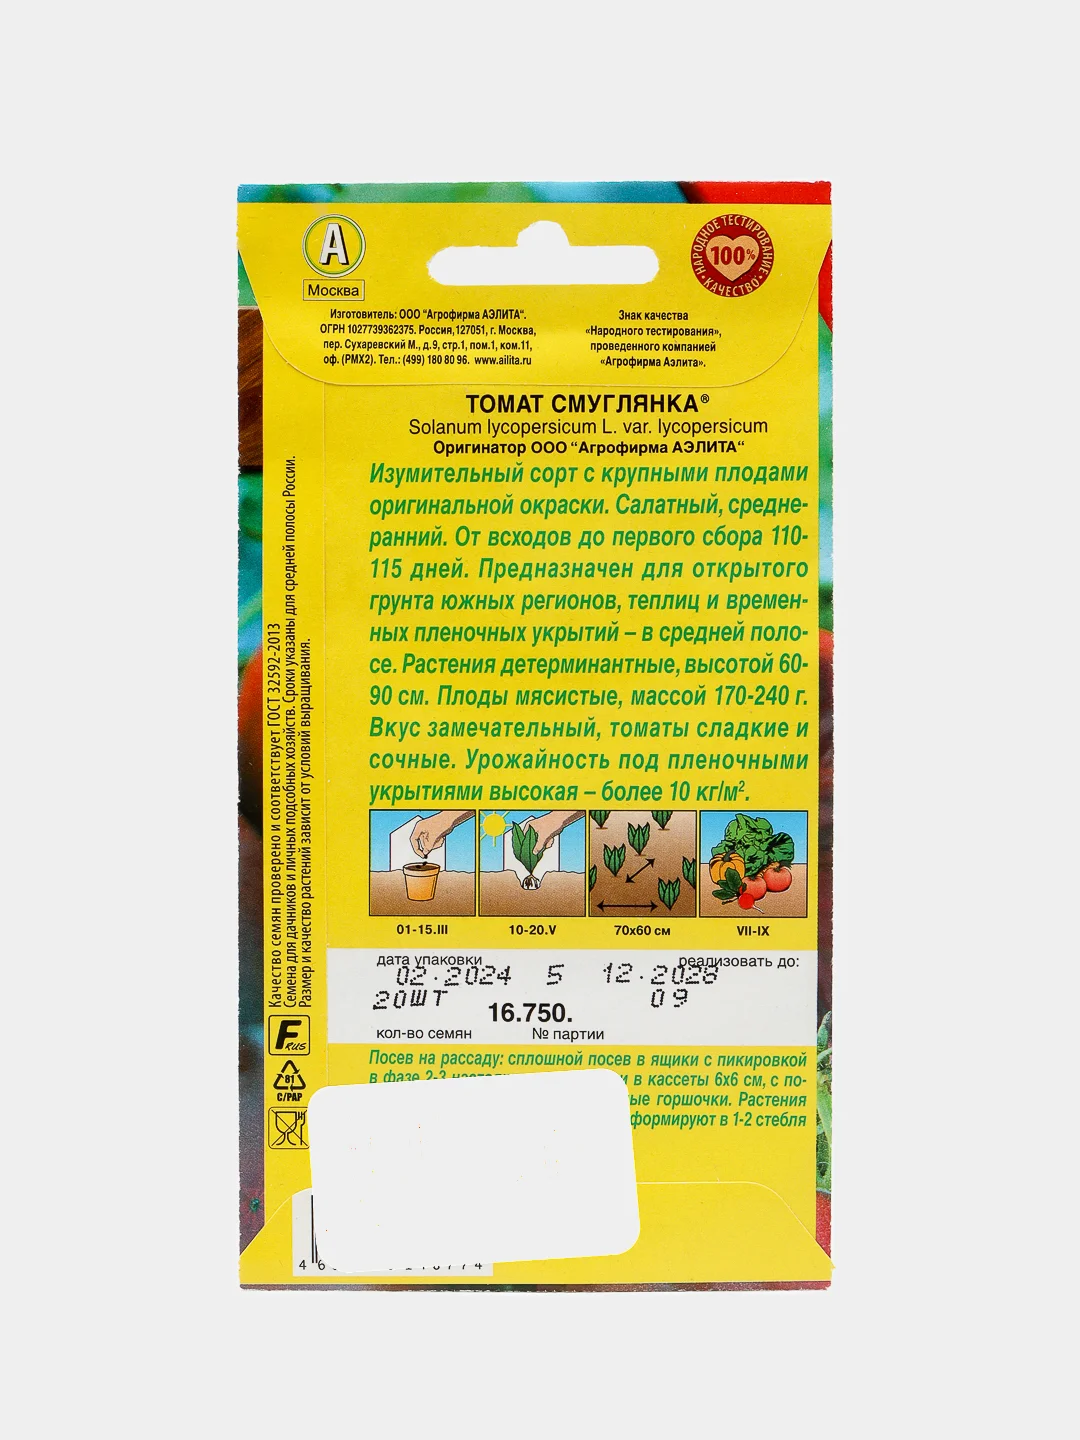 А
Москва
НАРОДНОЕ ТЕСТИРОВАНИЕ
100%
КАЧЕСТВО
Изготовитель: ООО "Агрофирма АЭЛИТА".
ОГРН 1027739362375. Россия,127051, г. Москва,
пер. Сухаревский М., д.9, стр.1, пом.1, ком.11,
оф. (РМХ2). Тел.: (499) 180 80 96. www.ailita.ru
Знак качества
«Народного тестирования»,
проведенного компанией
«Агрофирма Аэлита».
ТОМАТ СМУГЛЯНКА®
Solanum lycopersicum L. var. lycopersicum
Оригинатор ООО "Агрофирма АЭЛИТА"
Изумительный сорт с крупными плодами
оригинальной окраски. Салатный, средне-
ранний. От всходов до первого сбора 110-
115 дней. Предназначен для открытого
грунта южных регионов, теплиц и времен-
ных пленочных укрытий – в средней поло-
се. Растения детерминантные, высотой 60-
90 см. Плоды мясистые, массой 170-240 г.
Вкус замечательный, томаты сладкие и
сочные. Урожайность под пленочными
укрытиями высокая – более 10 кг/м².
01-15.III
10-20.V
70x60 см
VII-IX
дата упаковки
реализовать до:
02.2024 5 12.2028
20шт
16.750.
09
кол-во семян
№ партии
Посев на рассаду: сплошной посев в ящики с пикировкой
в фазе 2-3 и в кассеты 6х6 см, с по-
ые горшочки. Растения
формируют в 1-2 стебля
Качество семян проверено и соответствует ГОСТ 32592-2013
Семена для дачников и личных подсобных хозяйств. Сроки указаны для средней полосы России.
Размер и качество растений зависит от условий выращивания.
F RUS
81
C/PAP